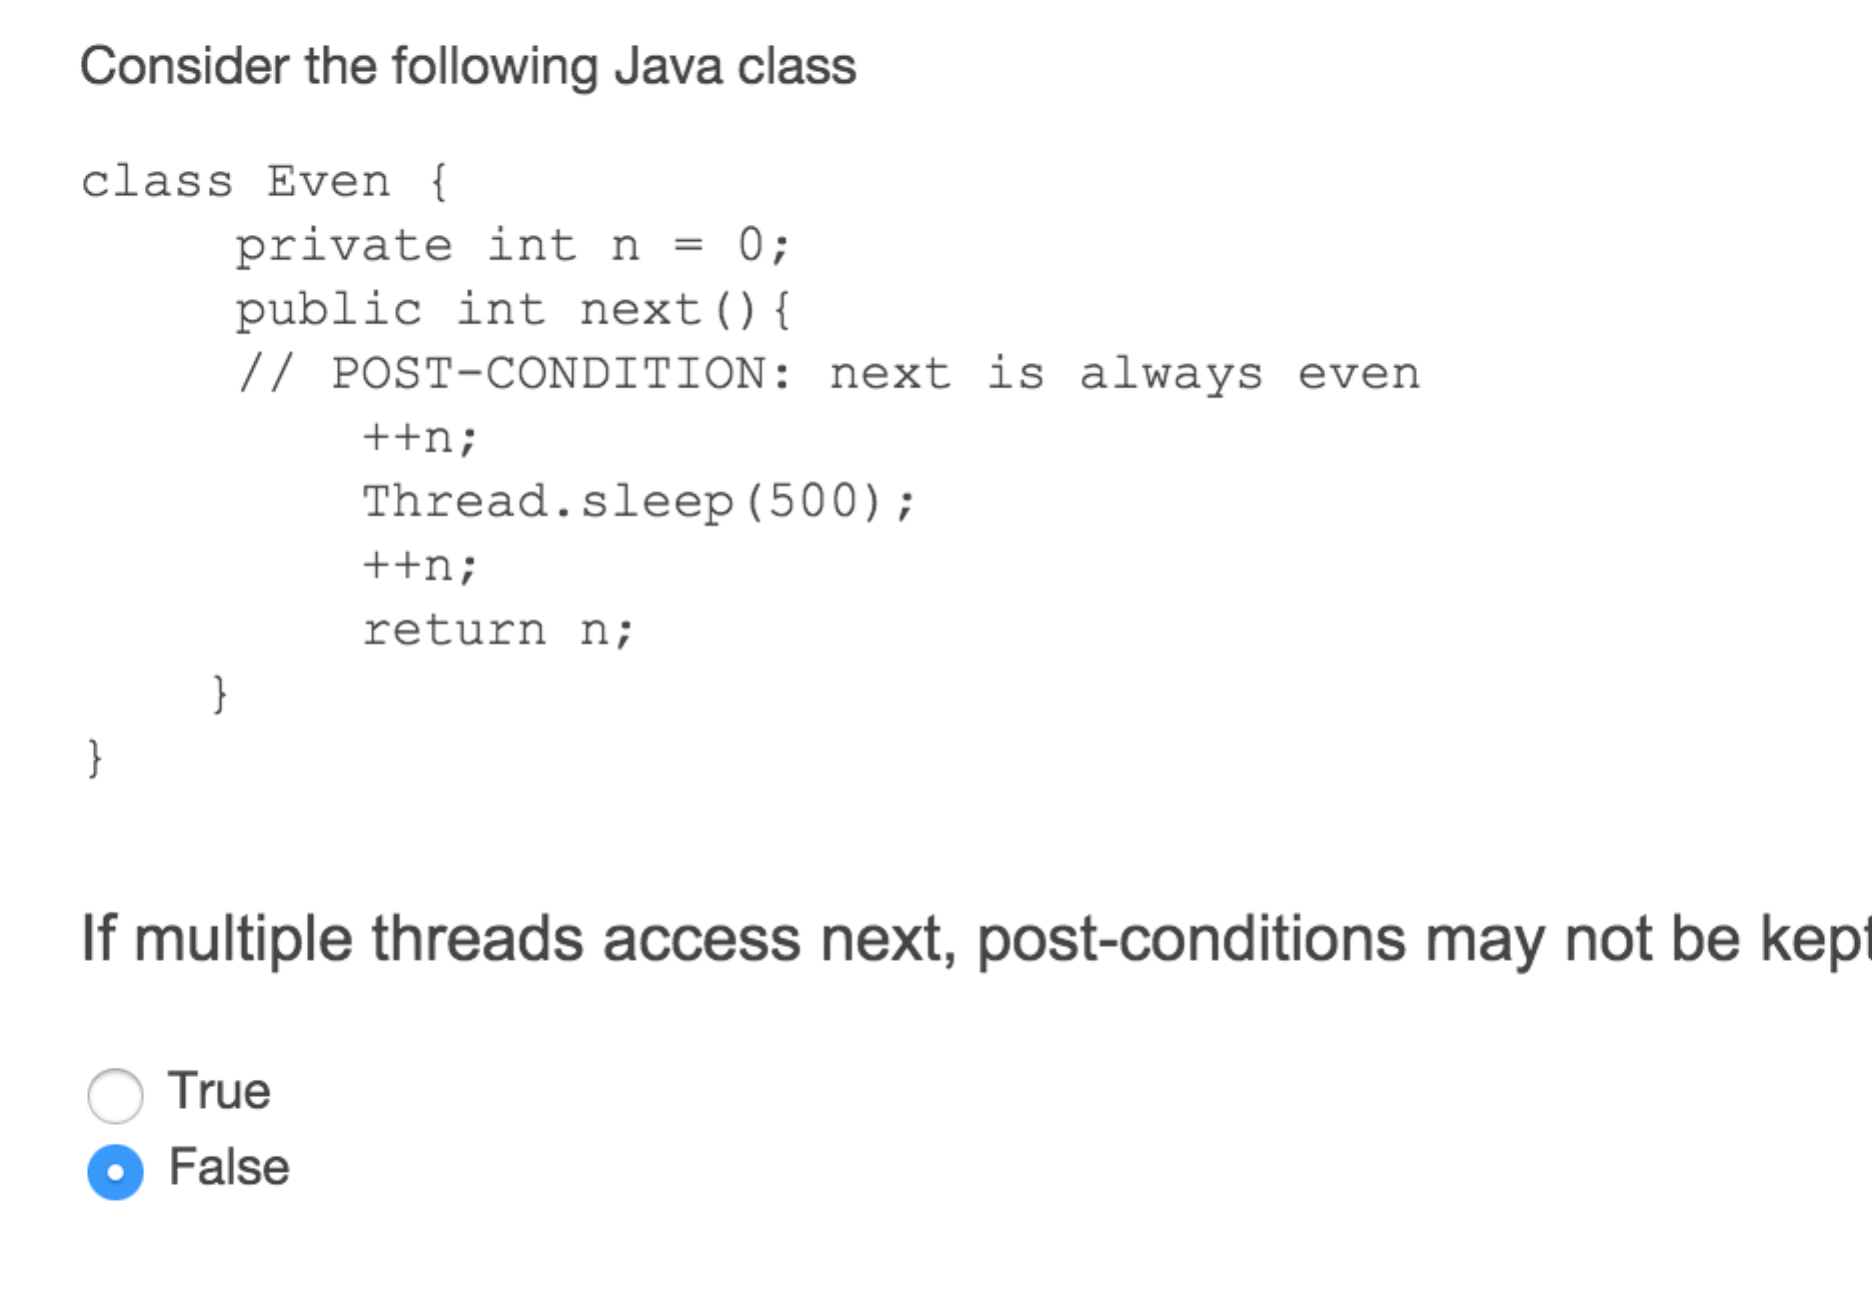 Consider the following Java class
class Even {
private int n = 0;
public int next(){
// POST-CONDITION: next is always even
++n;
Thread.sleep(500);
++n;
return n;
}
}
If multiple threads access next, post-conditions may not be kept
True
False